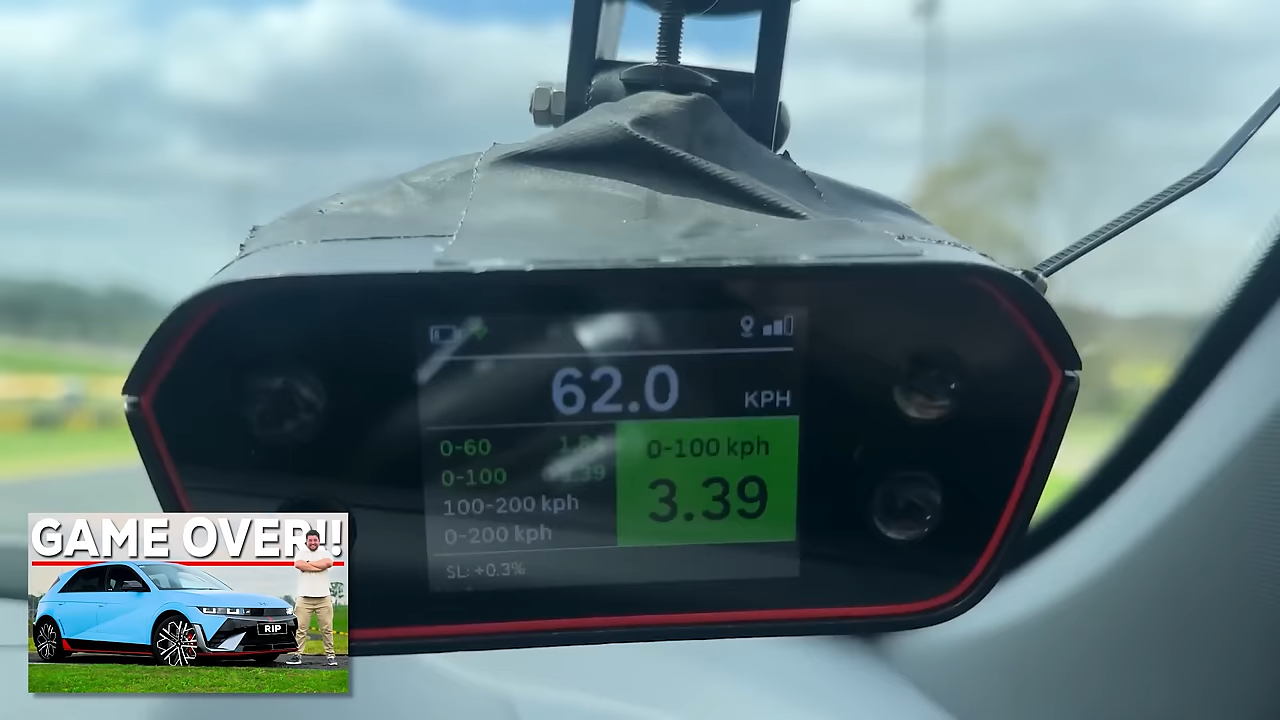 62.0 KPH
0-60
0-100
100-200 kph
0-200 kph
0-100 kph
3.39
SL: +0.3%
GAME OVER!!
RIP